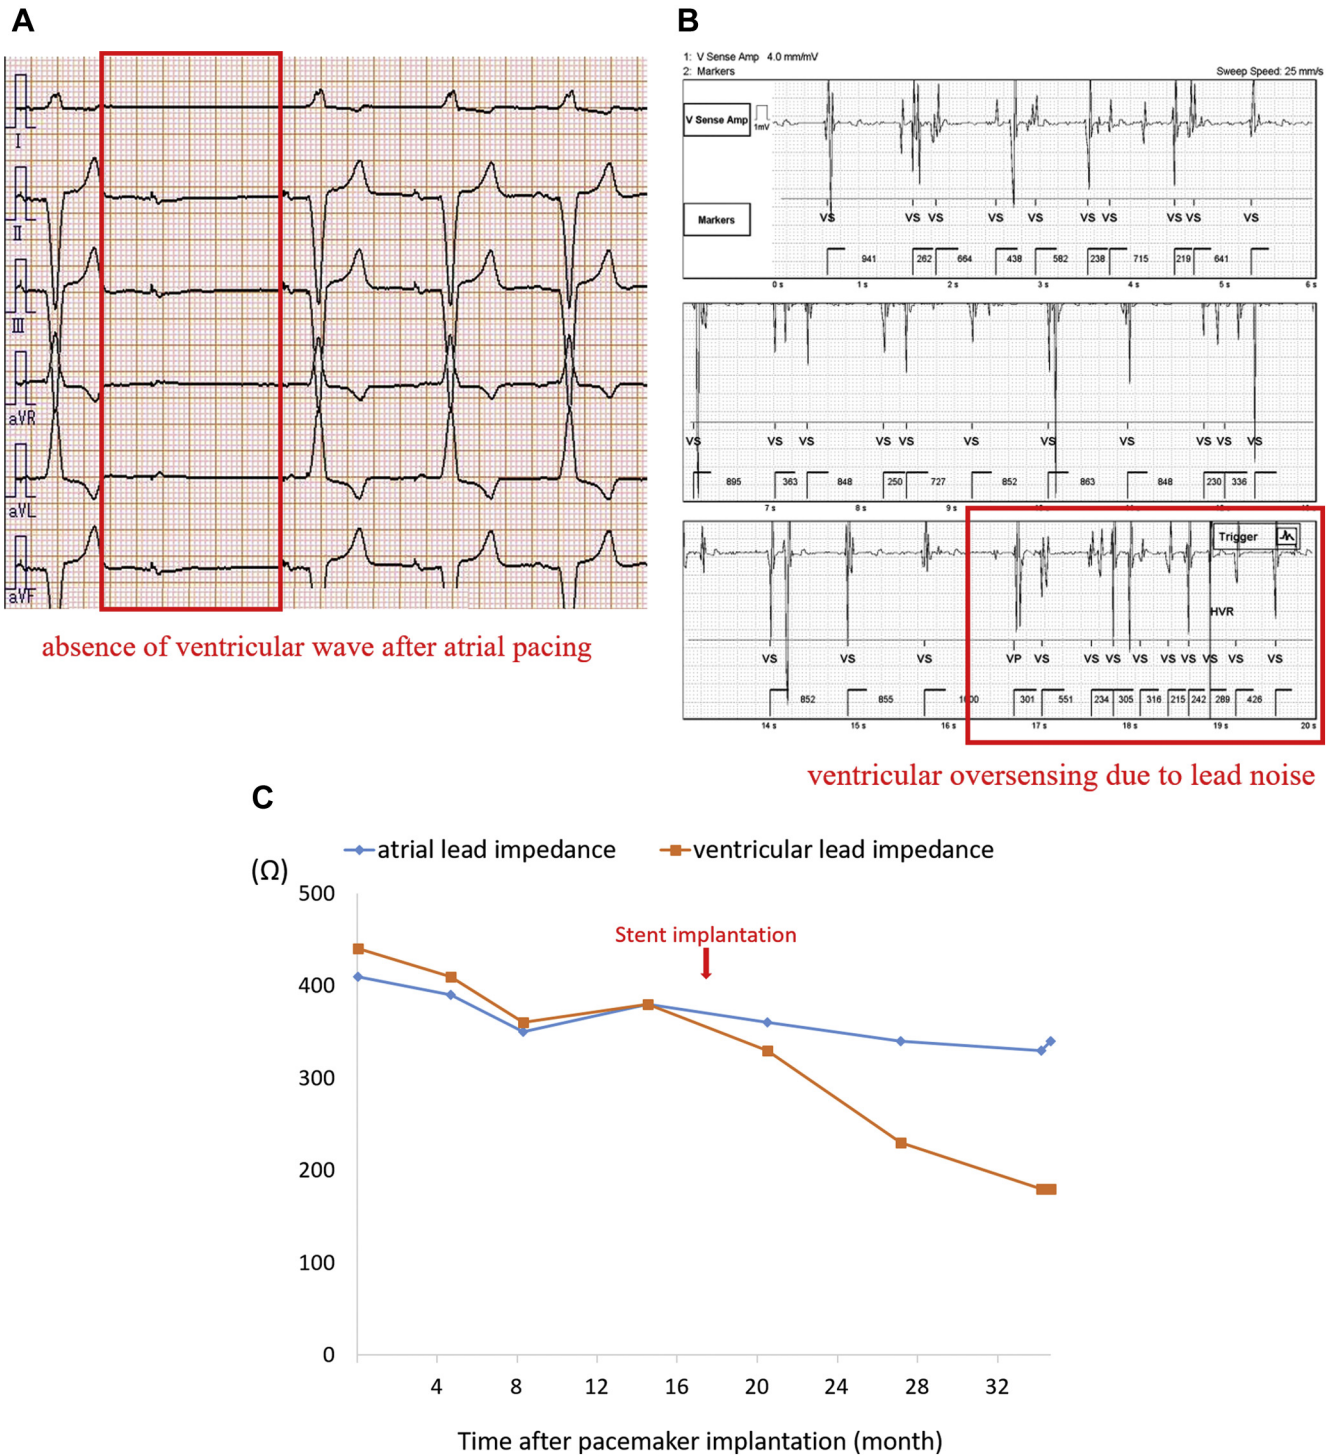 A
I
II
III
aVR
aVL
aVF
absence of ventricular wave after atrial pacing
B
1: V Sense Amp 4.0 mm/mV
2: Markers
Sweep Speed: 25 mm/s
V Sense Amp
1mV
Markers
VS VS VS VS VS VS VS VS VS VS
941 262 664 438 582 238 715 219 641
0 s 1 s 2 s 3 s 4 s 5 s 6 s
VS VS VS VS VS VS VS VS VS VS VS
895 363 848 250 727 852 863 848 230 336
7 s 8 s 9 s
Trigger
HVR
VS VS VS VP VS VS VS VS VS VS VS VS VS
852 855 1000 301 551 234 305 316 215 242 289 426
14 s 15 s 16 s 17 s 18 s 19 s 20 s
ventricular oversensing due to lead noise
C
atrial lead impedance ventricular lead impedance
(Ω)
500
Stent implantation
400
300
200
100
0
4 8 12 16 20 24 28 32
Time after pacemaker implantation (month)